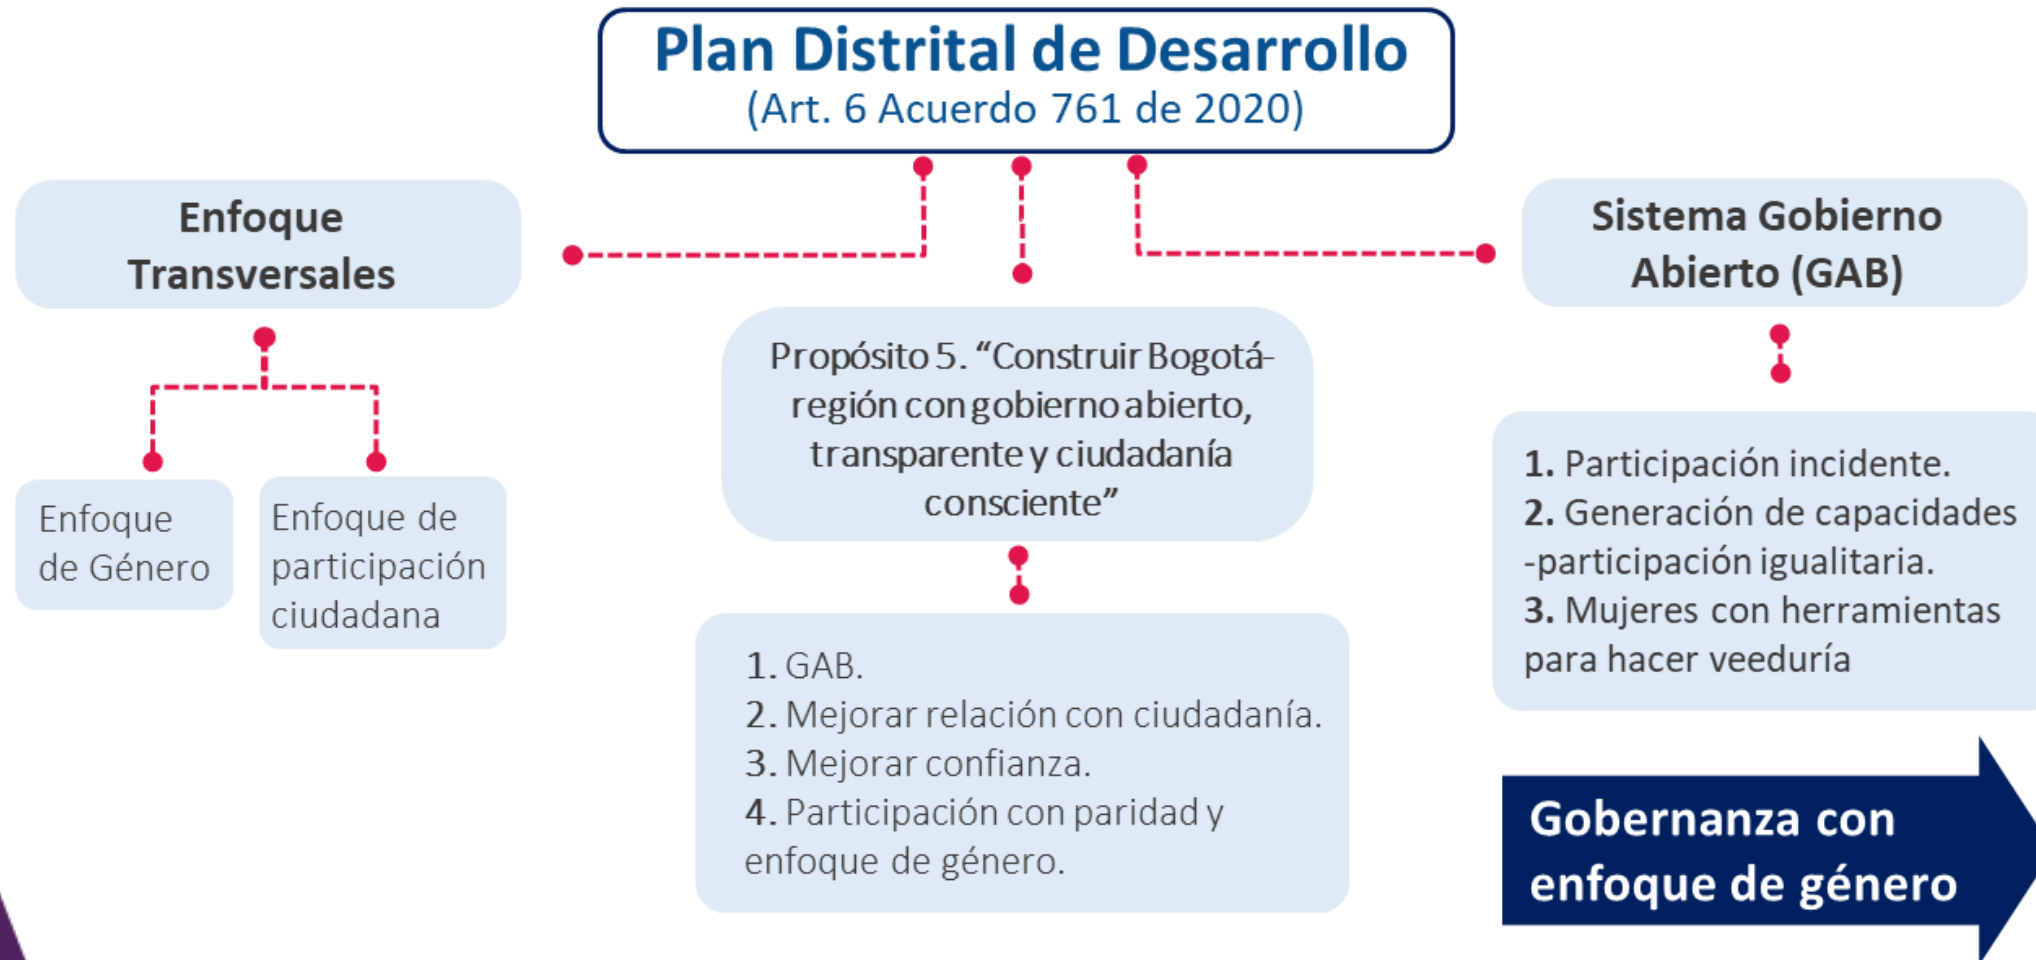 Plan Distrital de Desarrollo
(Art. 6 Acuerdo 761 de 2020)
Enfoque
Transversales
Enfoque
de Género
Enfoque de
participación
ciudadana
Propósito 5. “Construir Bogotá-
región con gobierno abierto,
transparente y ciudadanía
consciente”
1. GAB.
2. Mejorar relación con ciudadanía.
3. Mejorar confianza.
4. Participación con paridad y
enfoque de género.
Sistema Gobierno
Abierto (GAB)
1. Participación incidente.
2. Generación de capacidades
-participación igualitaria.
3. Mujeres con herramientas
para hacer veeduría
Gobernanza con
enfoque de género